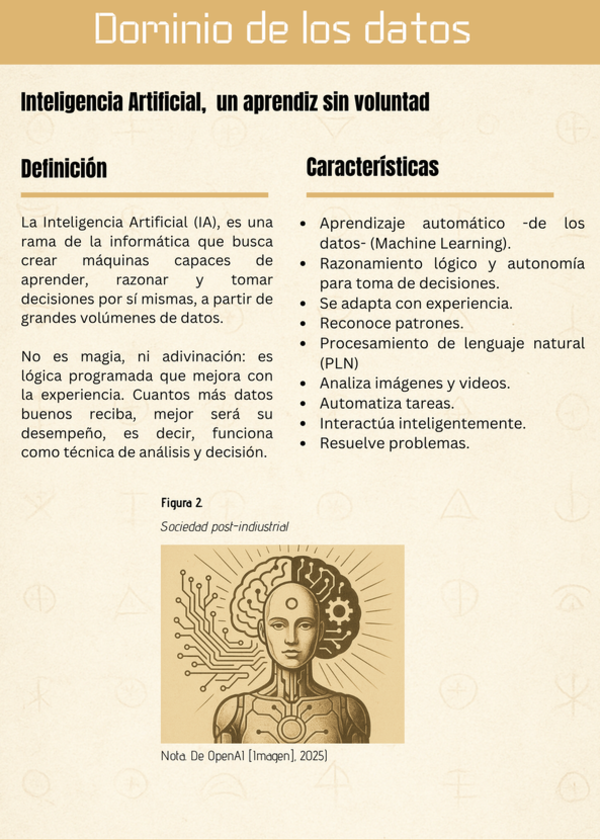 Dominio de los datos
Inteligencia Artificial, un aprendiz sin voluntad
Definición
La Inteligencia Artificial (IA), es una
rama de la informática que busca
crear máquinas capaces de
aprender, razonar y tomar
decisiones por sí mismas, a partir de
grandes volúmenes de datos.
No es magia, ni adivinación: es
lógica programada que mejora con
la experiencia. Cuantos más datos
buenos reciba, mejor será su
desempeño, es decir, funciona
como técnica de análisis y decisión.
Características
• Aprendizaje automático -de los
datos- (Machine Learning).
• Razonamiento lógico y autonomía
para toma de decisiones.
• Se adapta con experiencia.
• Reconoce patrones.
• Procesamiento de lenguaje natural
(PLN)
• Analiza imágenes y videos.
• Automatiza tareas.
• Interactúa inteligentemente.
• Resuelve problemas.
Figura 2.
Sociedad post-indiustrial
Nota. De OpenAI [Imagen], 2025)